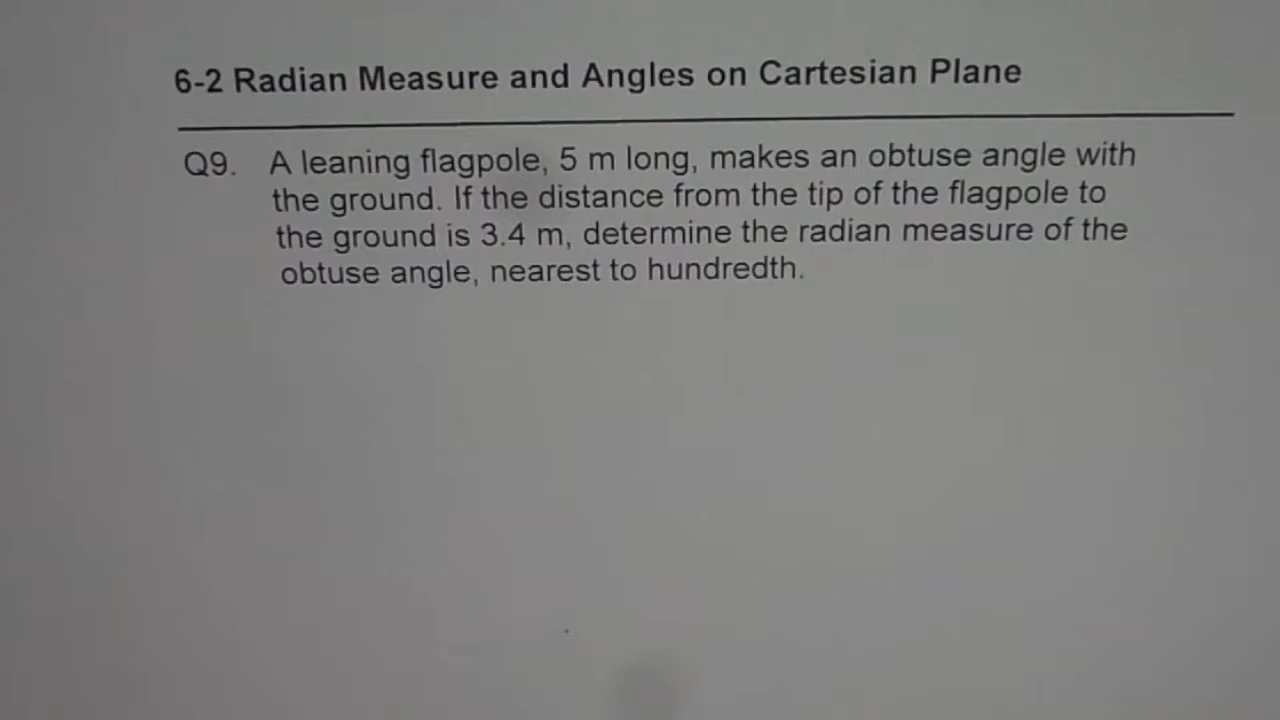 6-2 Radian Measure and Angles on Cartesian Plane
Q9. A leaning flagpole, 5 m long, makes an obtuse angle with
the ground. If the distance from the tip of the flagpole to
the ground is 3.4 m, determine the radian measure of the
obtuse angle, nearest to hundredth.